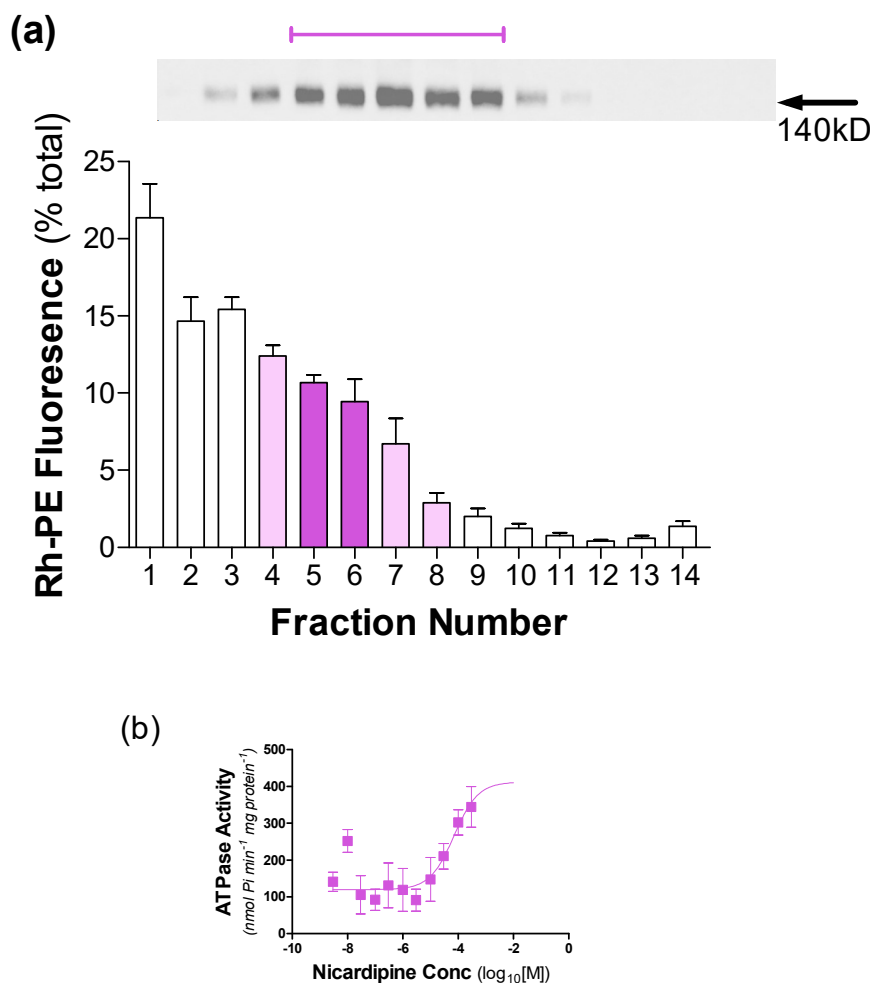 (a)
140kD
25
20
15
10
5
0
Rh-PE Fluoresence (% total)
1 2 3 4 5 6 7 8 9 10 11 12 13 14
Fraction Number
(b)
500
400
300
200
100
0
ATPase Activity
(nmol Pi min⁻¹ mg protein⁻¹)
-10 -8 -6 -4 -2 0
Nicardipine Conc (log₁₀[M])